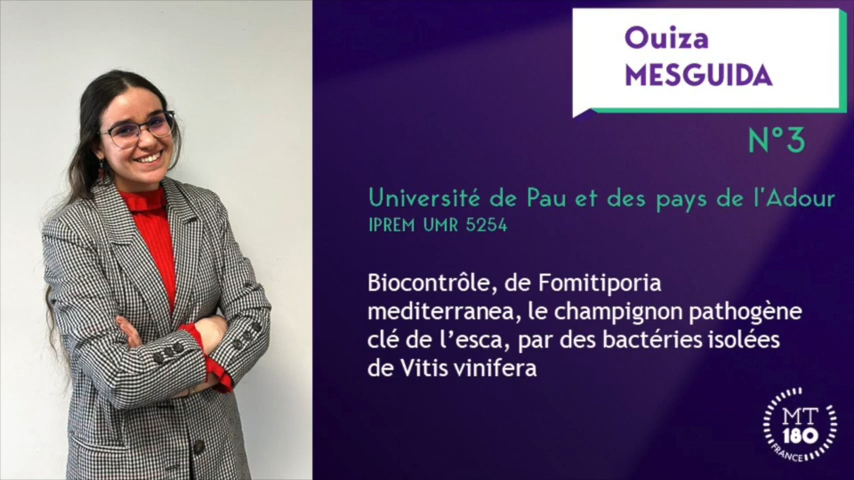 Ouiza
MESGUIDA
N°3
Université de Pau et des pays de l'Adour
IPREM UMR 5254
Biocontrôle, de Fomitiporia
mediterranea, le champignon pathogène
clé de l’esca, par des bactéries isolées
de Vitis vinifera
MT
180
FRANCE